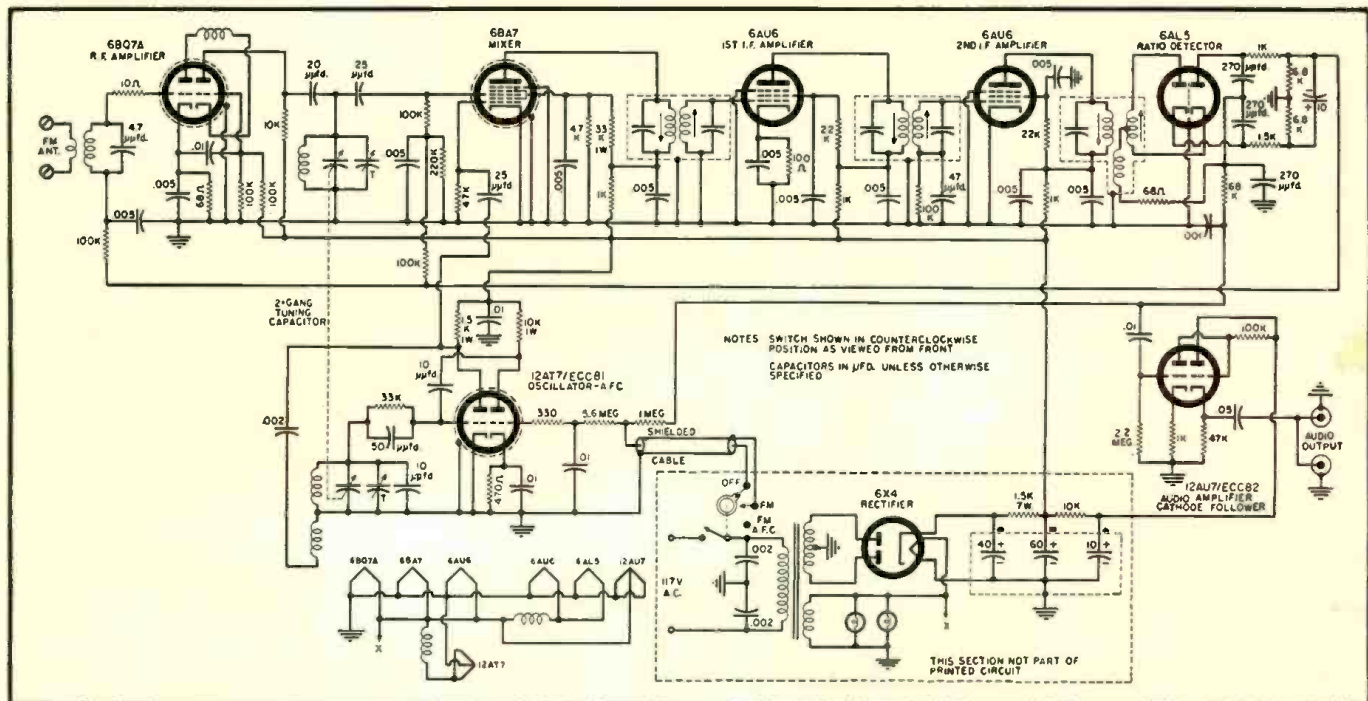 6BQ7A
R.F. AMPLIFIER
6BA7
MIXER
6AU6
1ST I.F. AMPLIFIER
6AU6
2ND I.F. AMPLIFIER
6AL5
RATIO DETECTOR
FM
ANT.
4.7
µµfd.
10Ω
.005
100K
.005
68Ω
.01
100K
100K
10K
20
µµfd.
25
µµfd.
T
100K
.005
220K
100K
47K
25
µµfd.
.005
47
K
33
K
1W
1K
.005
.005
100
Ω
.005
22
K
1K
.005
100
K
47
µµfd.
.005
22K
.005
1K
.005
68Ω
270
µµfd.
270
µµfd.
1K
6.8
K
6.8
K
1.5K
10
270
µµfd.
68
K
.001
2-GANG
TUNING
CAPACITOR
1.5
K
1W
.01
10K
1W
10
µµfd.
12AT7/ECC81
OSCILLATOR-A.F.C.
33K
50
µµfd.
.002
T
10
µµfd.
470Ω
.01
330
5.6 MEG
1 MEG
.01
SHIELDED
CABLE
NOTES SWITCH SHOWN IN COUNTERCLOCKWISE
POSITION AS VIEWED FROM FRONT
CAPACITORS IN µFD. UNLESS OTHERWISE
SPECIFIED
.01
100K
2.2
MEG
1K
47K
.05
AUDIO
OUTPUT
12AU7/ECC82
AUDIO AMPLIFIER
CATHODE FOLLOWER
OFF
FM
FM
A.F.C.
117V
A.C.
.002
.002
6X4
RECTIFIER
1.5K
7W
10K
40
60
10
X
THIS SECTION NOT PART OF
PRINTED CIRCUIT
6BQ7A
6BA7
6AU6
6AU6
6AL5
12AU7
X
12AT7